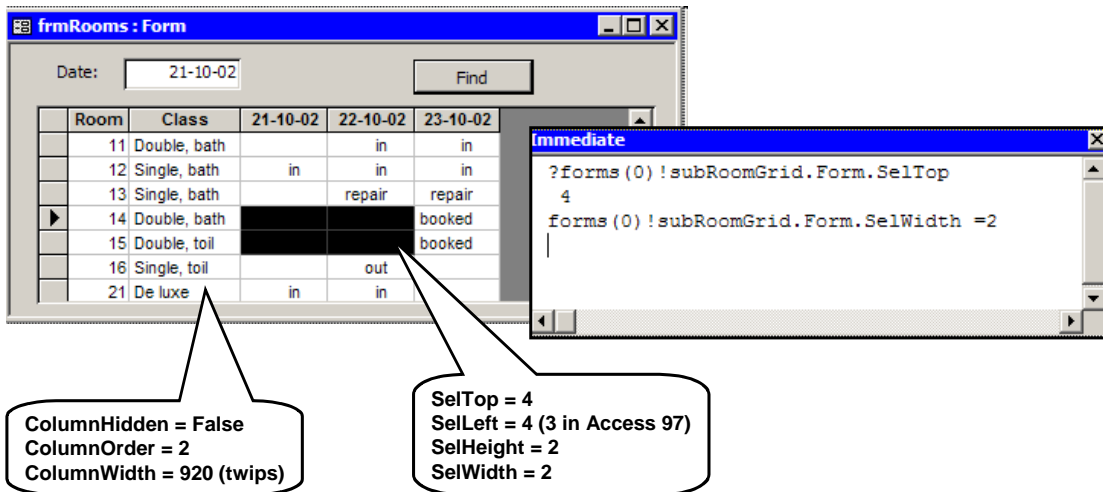 frmRooms : Form
Date: 21-10-02 Find
Room Class 21-10-02 22-10-02 23-10-02
11 Double, bath in in
12 Single, bath in in in
13 Single, bath repair repair
14 Double, bath booked
15 Double, toil booked
16 Single, toil out
21 De luxe in in
Immediate
?forms(0)!subRoomGrid.Form.SelTop
4
forms(0)!subRoomGrid.Form.SelWidth =2
ColumnHidden = False
ColumnOrder = 2
ColumnWidth = 920 (twips)
SelTop = 4
SelLeft = 4 (3 in Access 97)
SelHeight = 2
SelWidth = 2